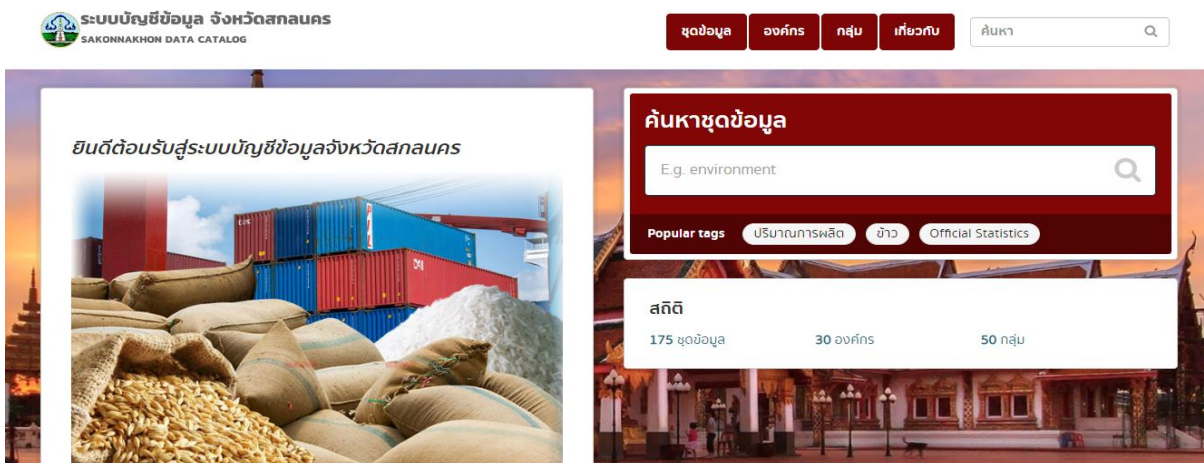 ระบบบัญชีข้อมูล จังหวัดสกลนคร
SAKONNAKHON DATA CATALOG
ชุดข้อมูล องค์กร กลุ่ม เกี่ยวกับ ค้นหา
ยินดีต้อนรับสู่ระบบบัญชีข้อมูลจังหวัดสกลนคร
ค้นหาชุดข้อมูล
E.g. environment
Popular tags ปริมาณการผลิต ข้าว Official Statistics
สถิติ
175 ชุดข้อมูล 30 องค์กร 50 กลุ่ม